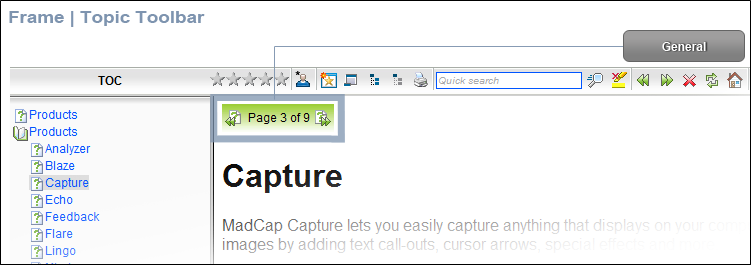 Frame | Topic Toolbar
General
TOC
Quick search
Page 3 of 9
Products
Products
Analyzer
Blaze
Capture
Echo
Feedback
Flare
Lingo
Capture
MadCap Capture lets you easily capture anything that displays on your
images by adding text call-outs, cursor arrows, special effects and